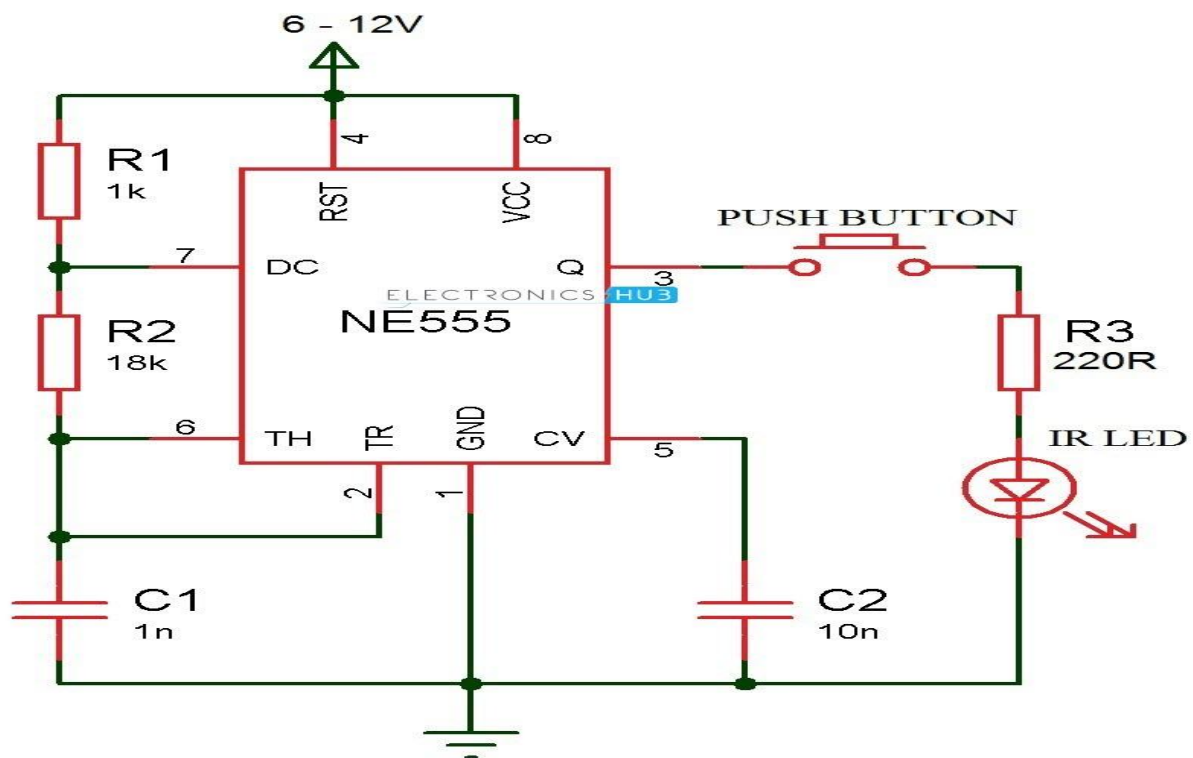 6 - 12V
4
8
R1
1k
RST
VCC
PUSH BUTTON
7
DC
Q
3
ELECTRONICS HUB
NE555
R2
18k
R3
220R
6
TH
TR
GND
CV
5
IR LED
2
1
C1
1n
C2
10n